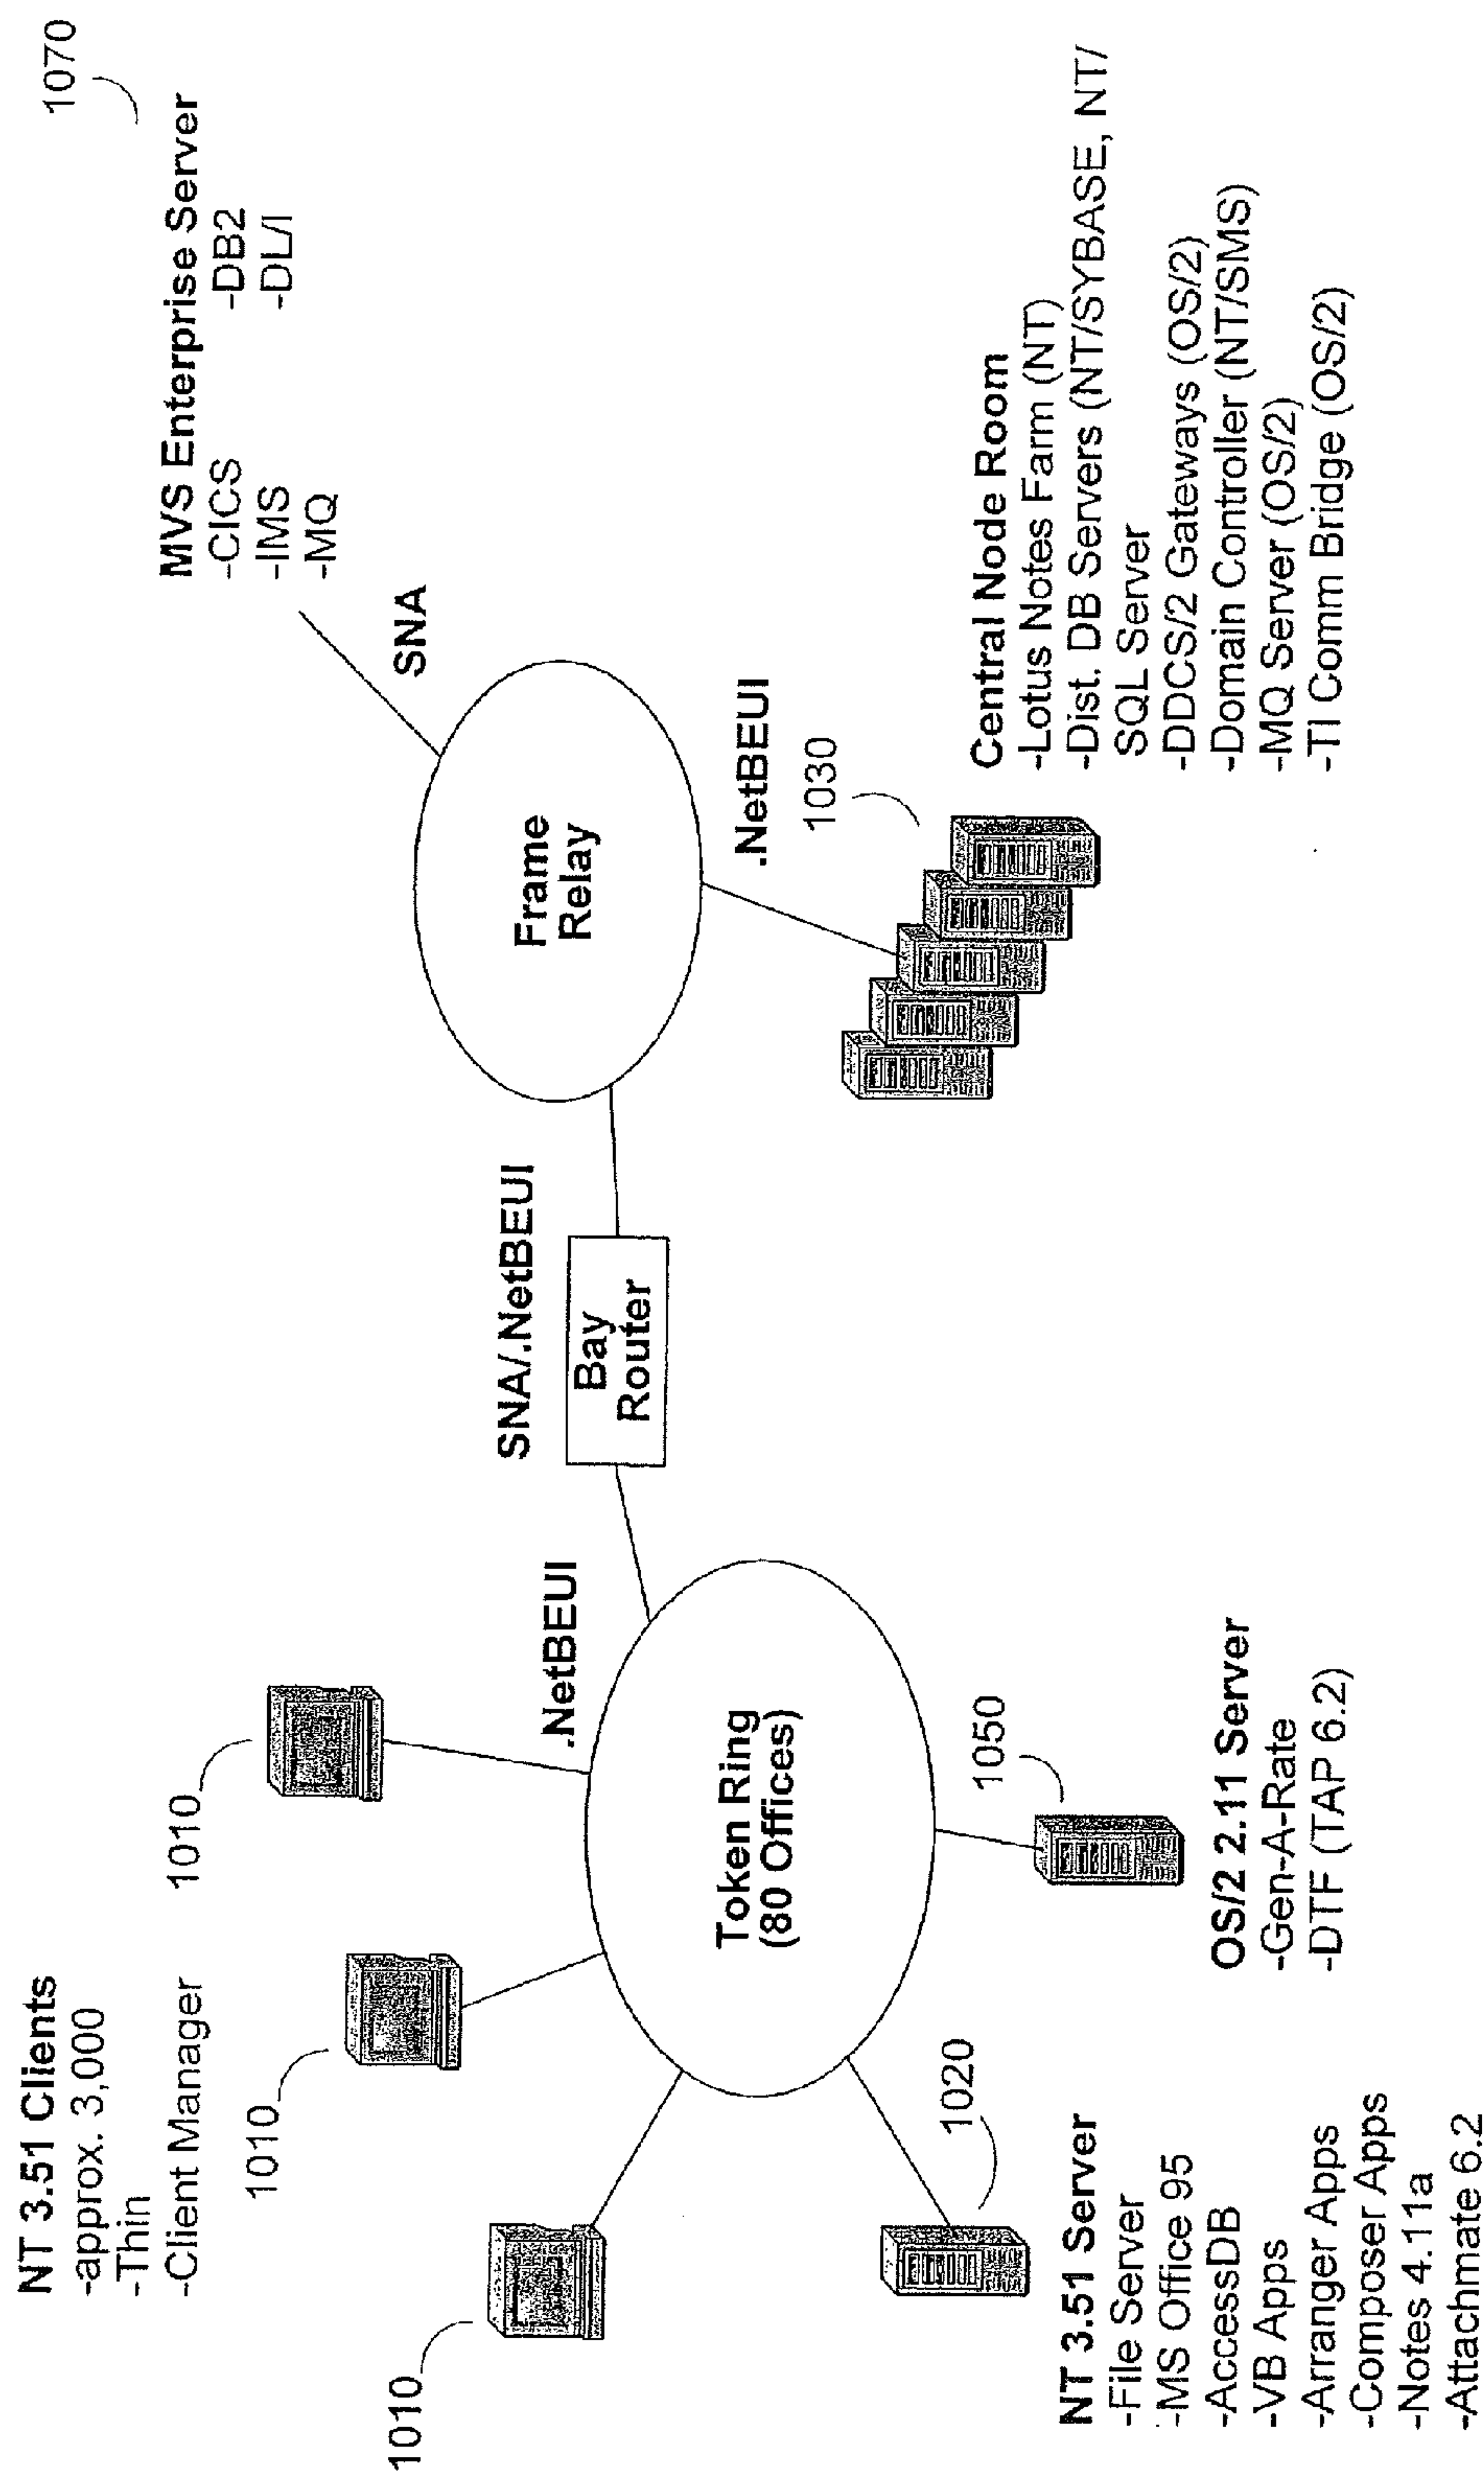 1070
MVS Enterprise Server
-CICS
-DB2
-IMS
-DL/I
-MQ
NT 3.51 Clients
-approx. 3,000
-Thin
-Client Manager
1010
1010
1010
SNA
Frame
Relay
SNA/.NetBEUI
.NetBEUI
Bay
Router
.NetBEUI
Token Ring
(80 Offices)
1030
1020
1050
Central Node Room
-Lotus Notes Farm (NT)
-Dist. DB Servers (NT/SYBASE, NT/
SQL Server
-DDCS/2 Gateways (OS/2)
-Domain Controller (NT/SMS)
-MQ Server (OS/2)
-TI Comm Bridge (OS/2)
NT 3.51 Server
-File Server
-MS Office 95
-AccessDB
-VB Apps
-Arranger Apps
-Composer Apps
-Notes 4.11a
-Attachmate 6.2
OS/2 2.11 Server
-Gen-A-Rate
-DTF (TAP 6.2)